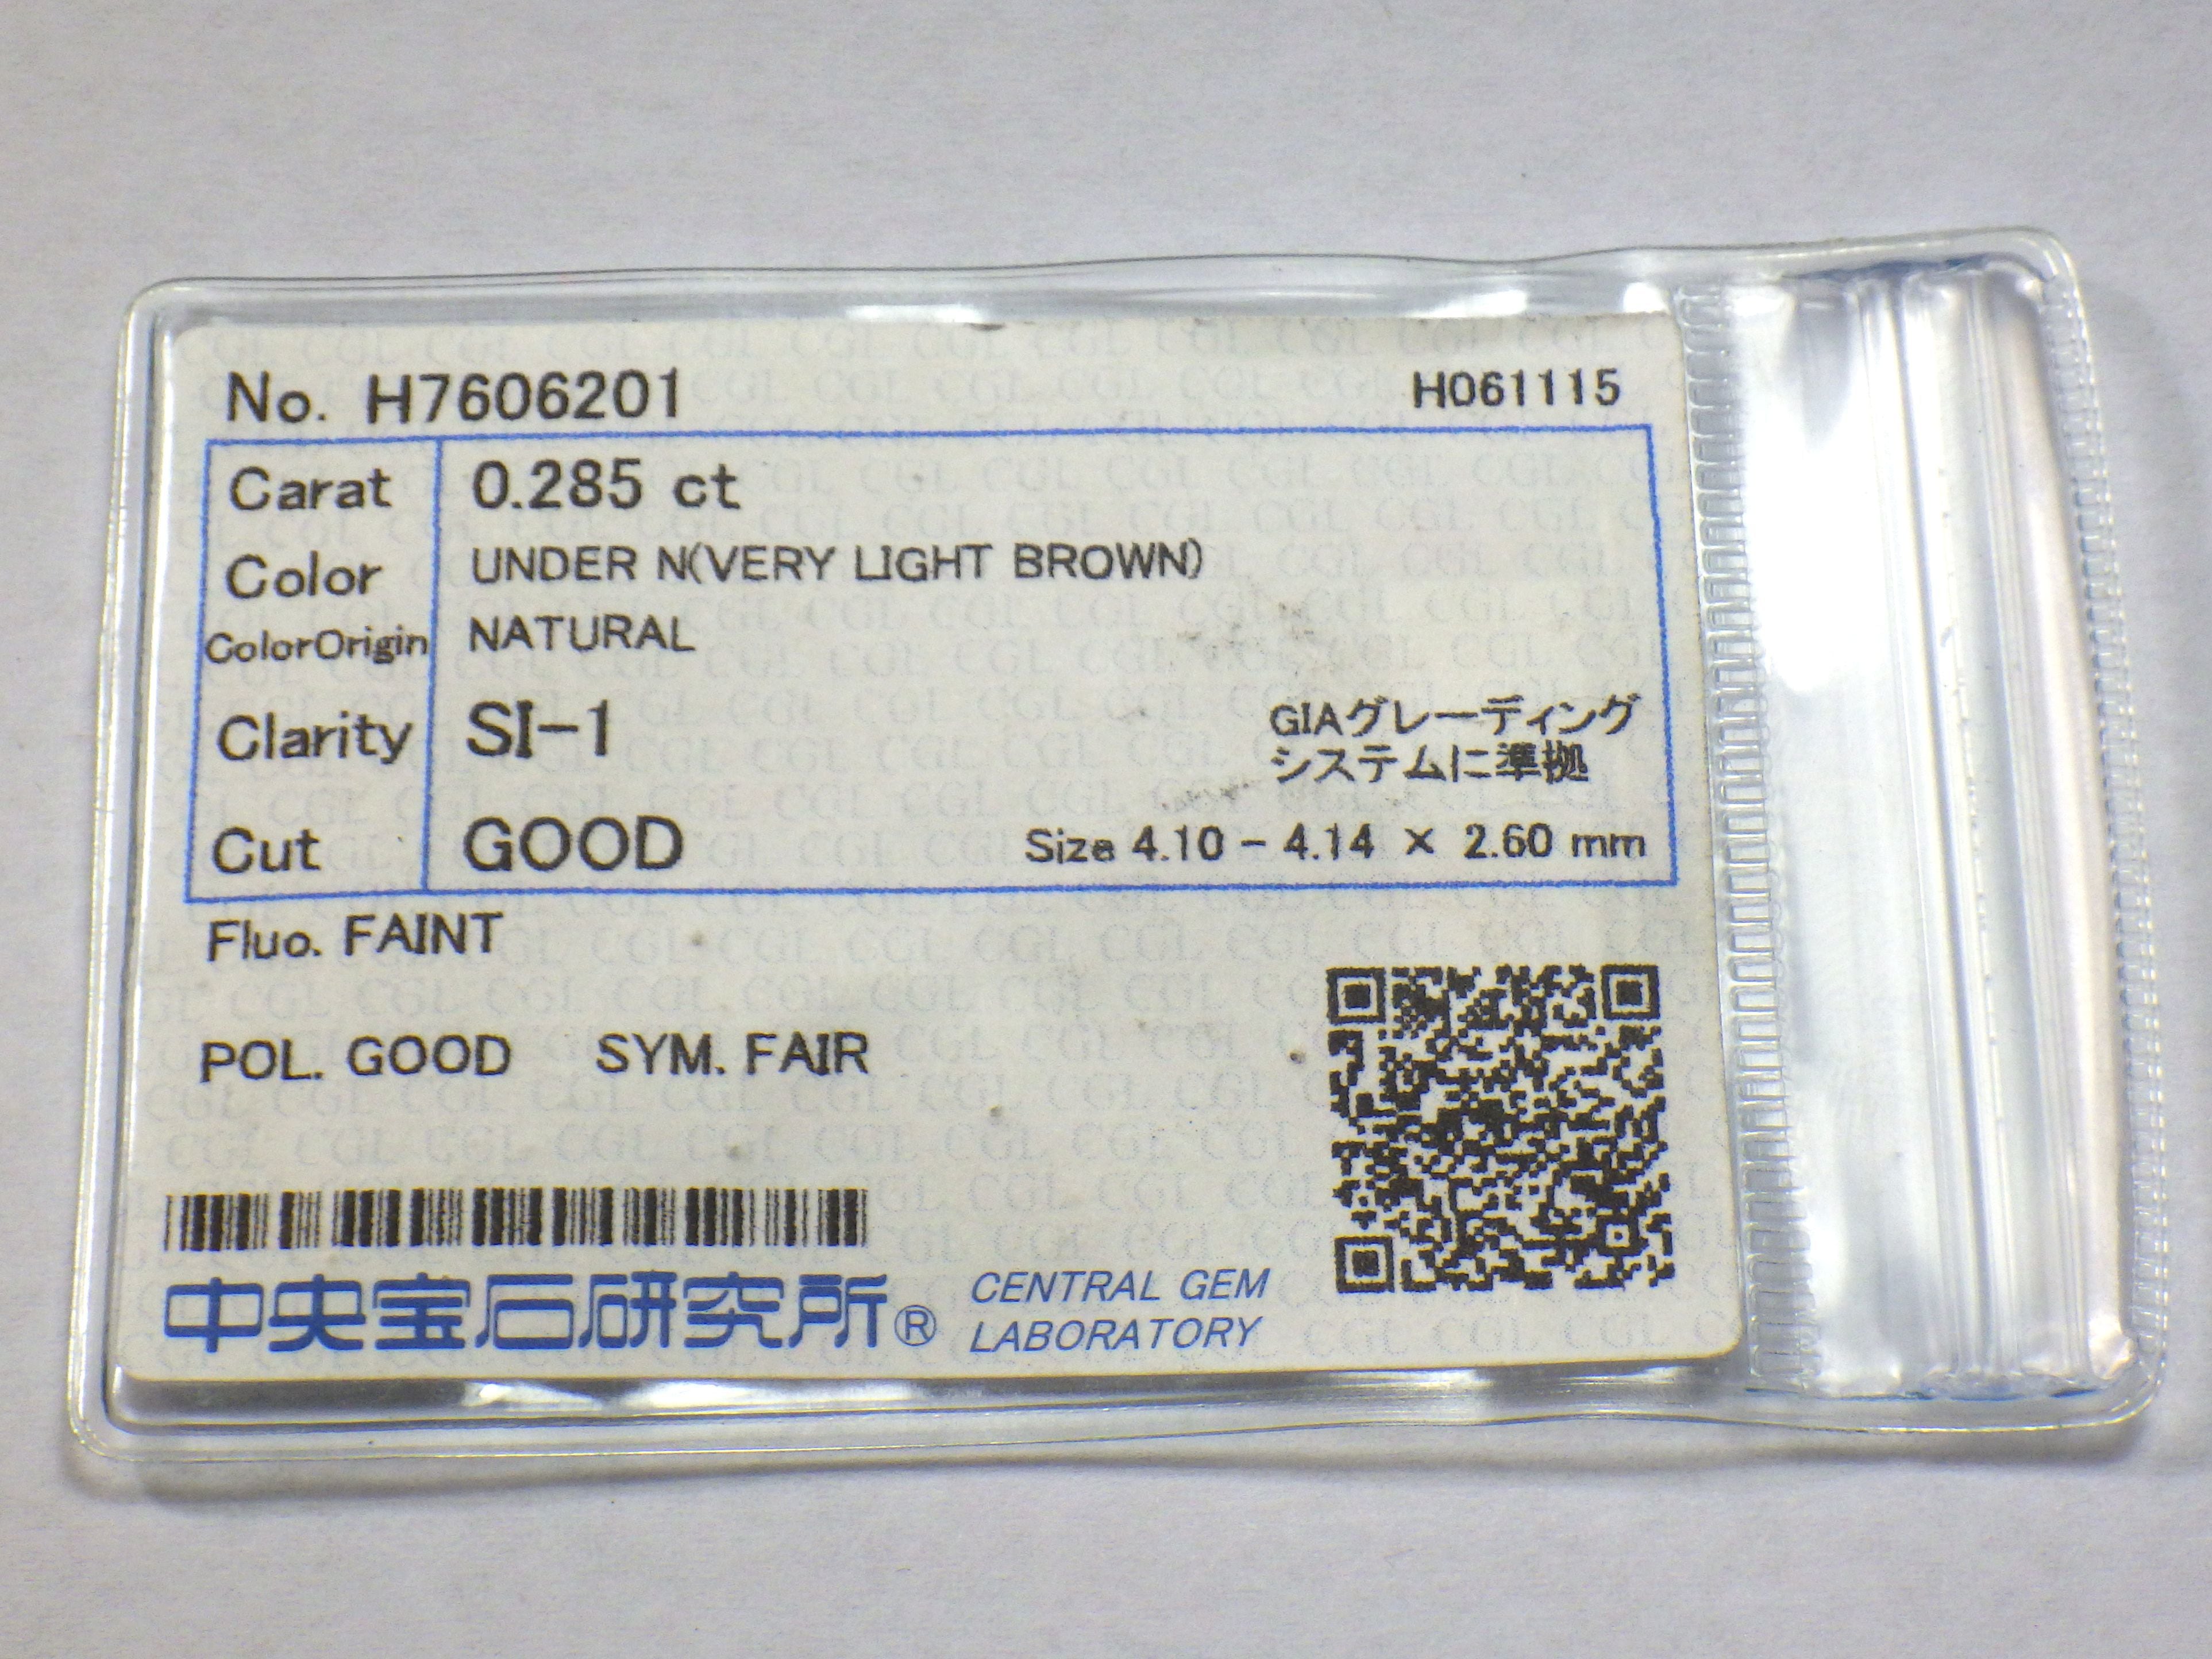 No. H7606201 H061115
Carat 0.285 ct
Color UNDER N(VERY LIGHT BROWN)
ColorOrigin NATURAL
Clarity SI-1
GIAグレーディング
システムに準拠
Cut GOOD Size 4.10 - 4.14 × 2.60 mm
Fluo. FAINT
POL. GOOD SYM. FAIR
中央宝石研究所® CENTRAL GEM
LABORATORY